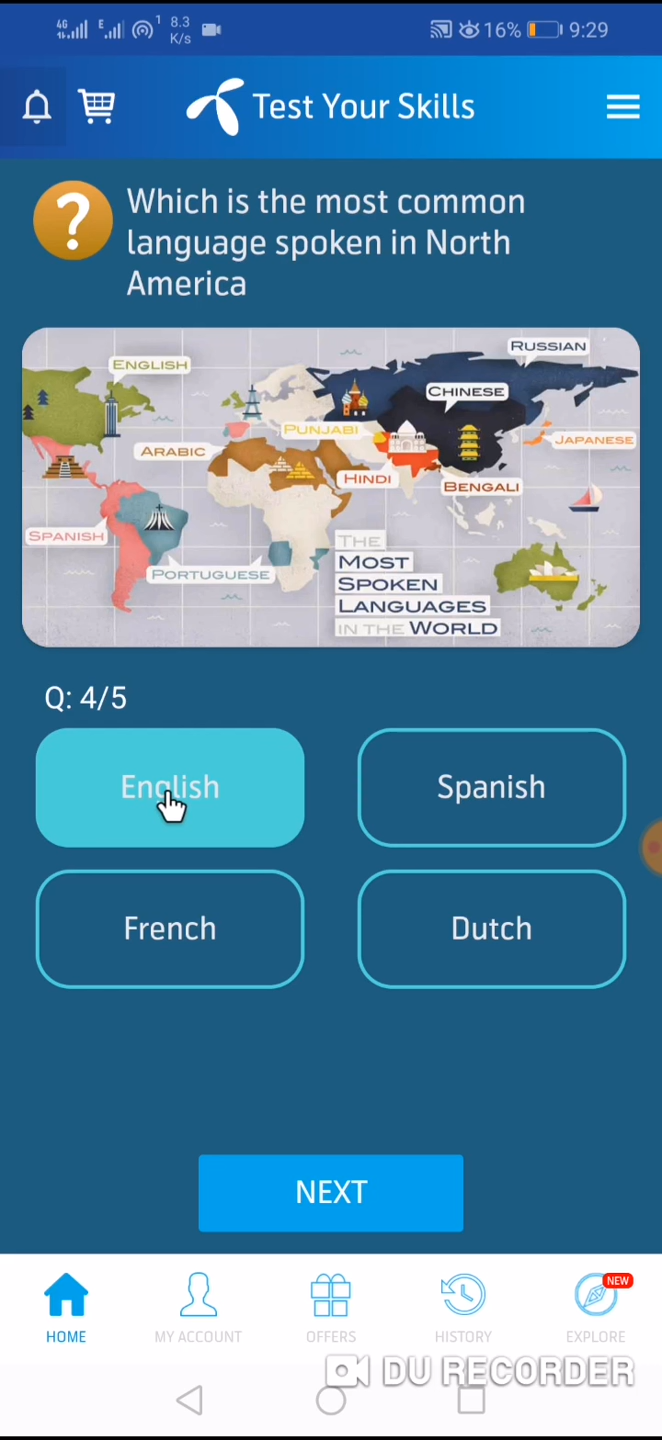 4G E 1 8.3 K/s 16% 9:29
Test Your Skills
?
Which is the most common
language spoken in North
America
RUSSIAN
ENGLISH
CHINESE
PUNJABI
JAPANESE
ARABIC
HINDI
BENGALI
SPANISH
PORTUGUESE
THE
MOST
SPOKEN
LANGUAGES
IN THE WORLD
Q: 4/5
English Spanish
French Dutch
NEXT
NEW
HOME MY ACCOUNT OFFERS HISTORY EXPLORE
DU RECORDER